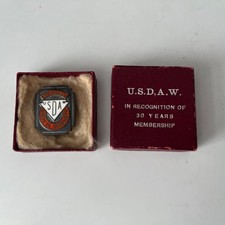 USDAW
U.S.D.A.W.
IN RECOGNITION OF
30 YEARS
MEMBERSHIP